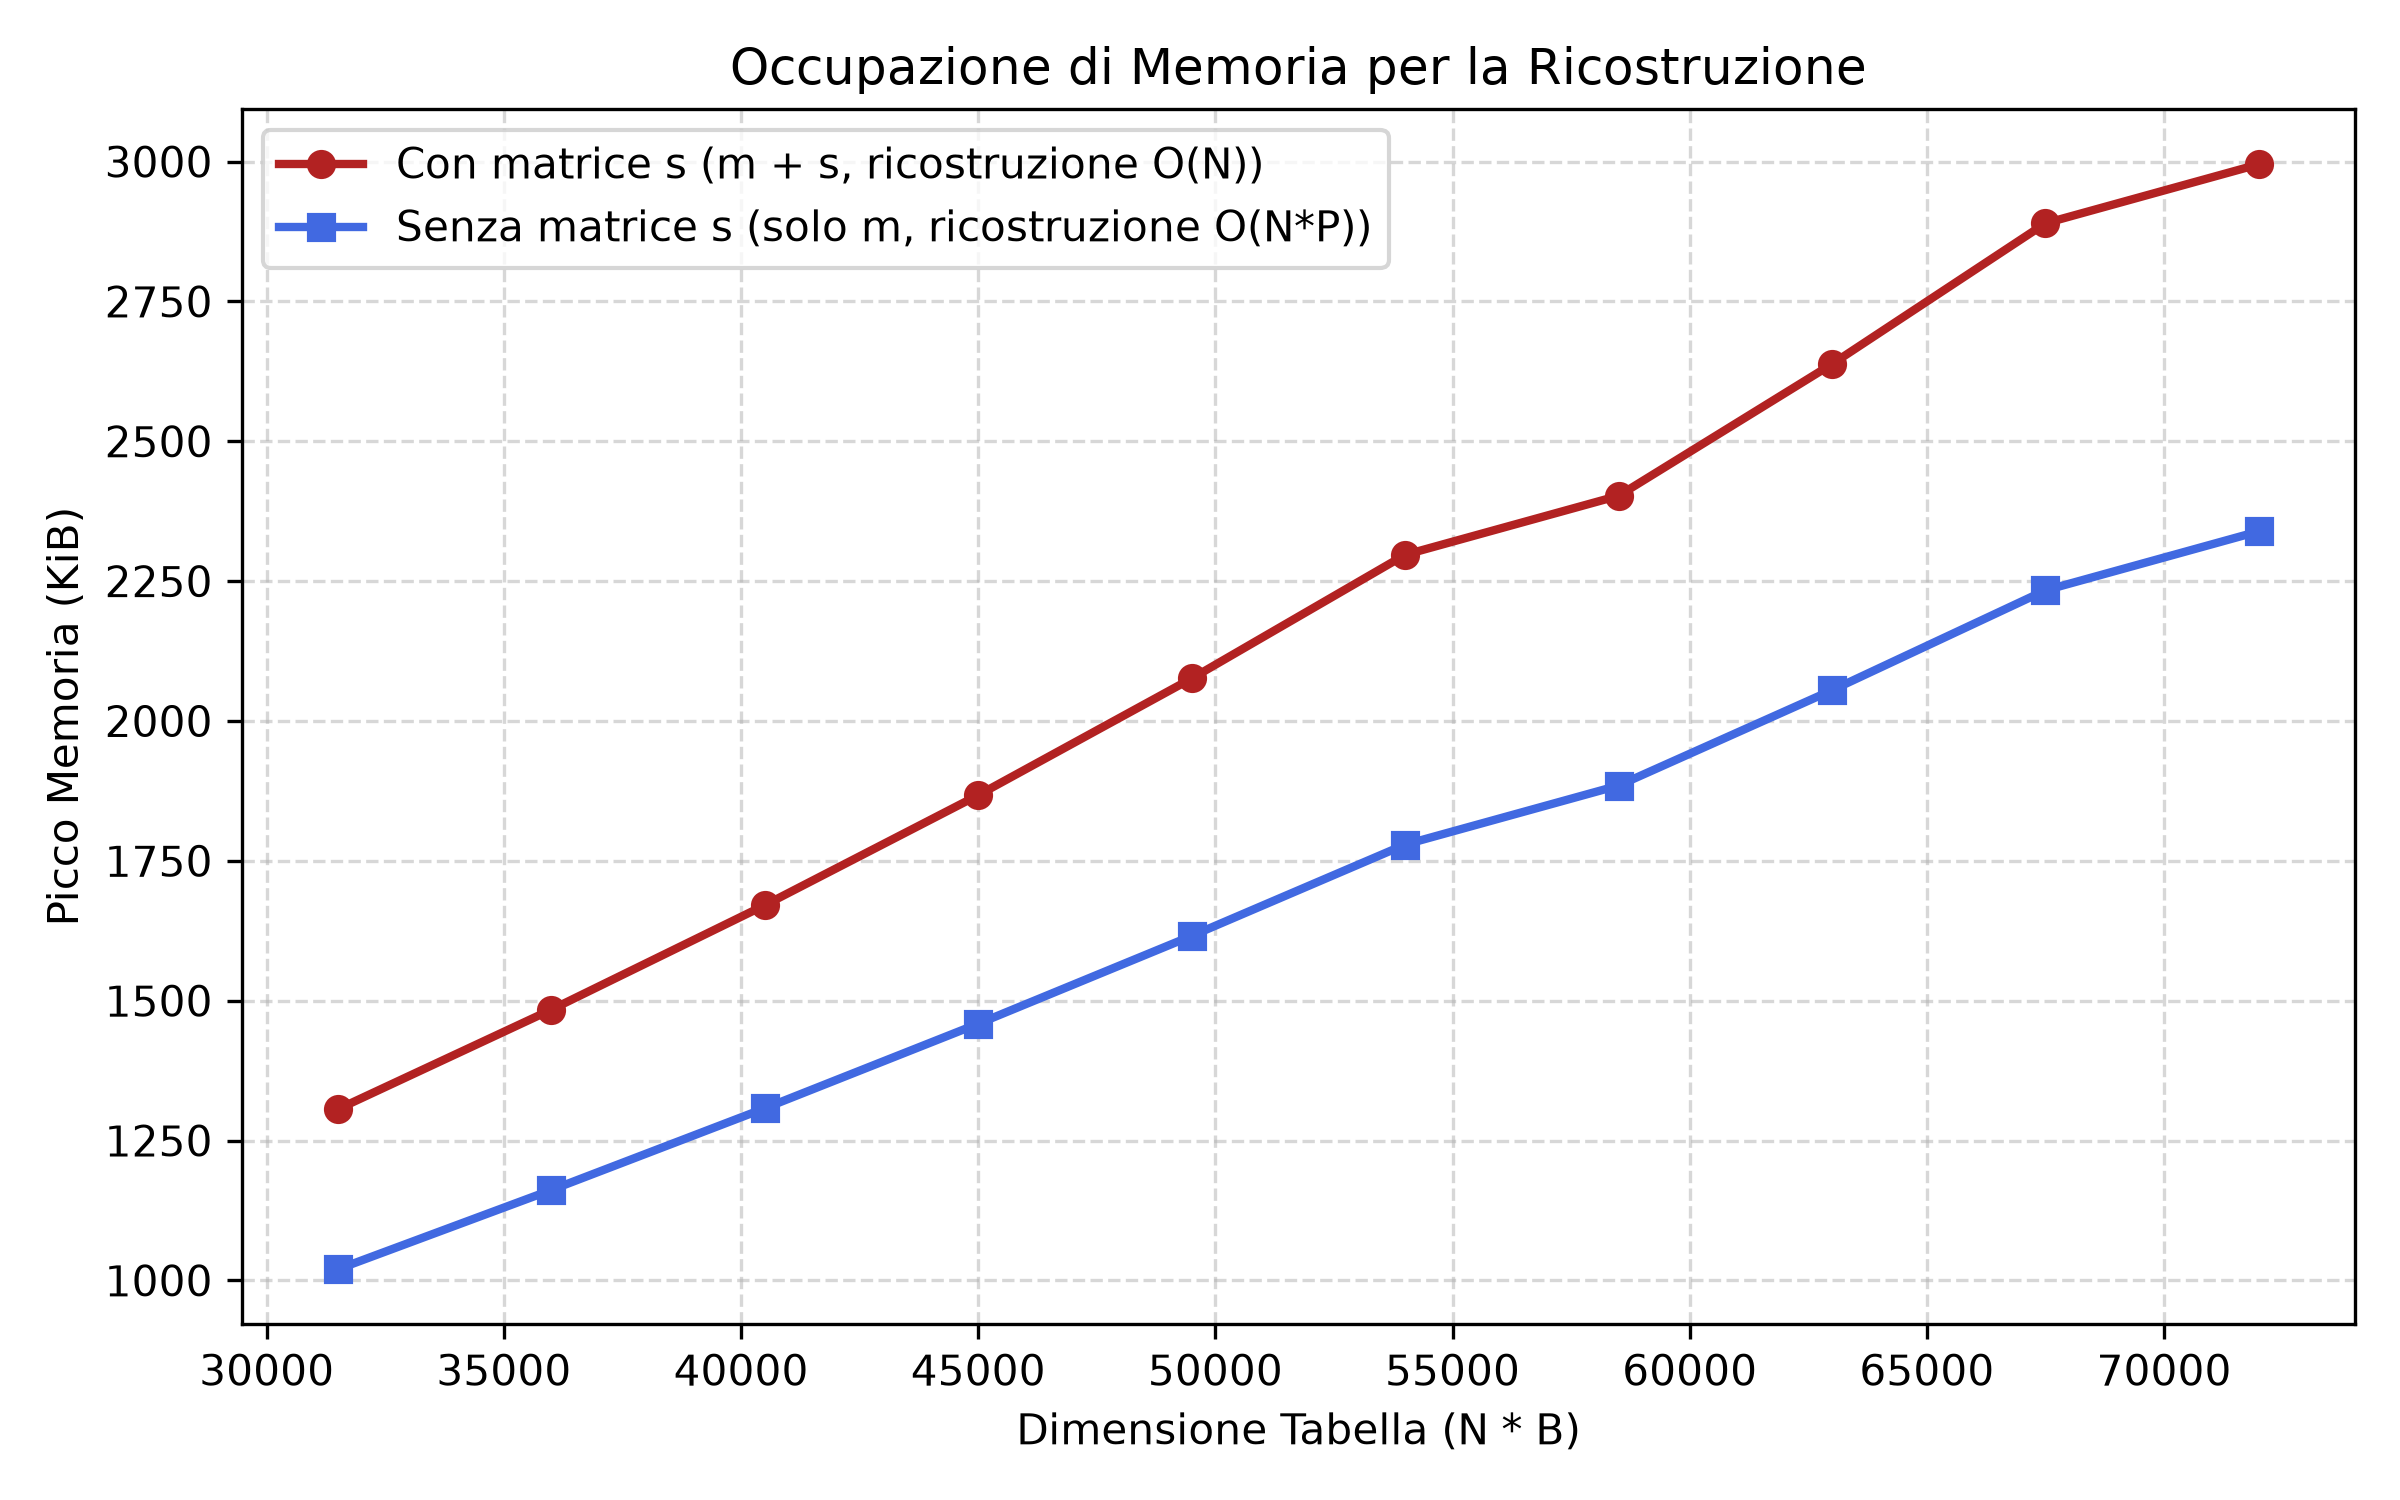 Occupazione di Memoria per la Ricostruzione
Con matrice s (m + s, ricostruzione O(N))
Senza matrice s (solo m, ricostruzione O(N*P))
Picco Memoria (KiB)
3000
2750
2500
2250
2000
1750
1500
1250
1000
30000 35000 40000 45000 50000 55000 60000 65000 70000
Dimensione Tabella (N * B)